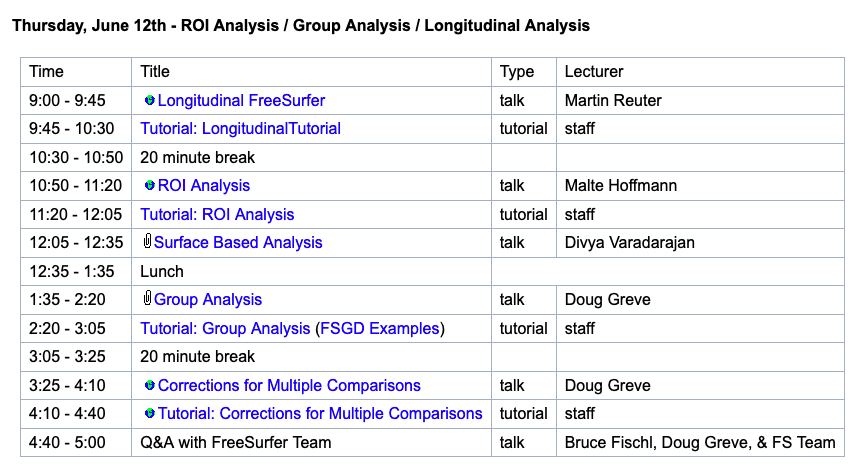 Thursday, June 12th - ROI Analysis / Group Analysis / Longitudinal Analysis
Time Title Type Lecturer
9:00 - 9:45 Longitudinal FreeSurfer talk Martin Reuter
9:45 - 10:30 Tutorial: LongitudinalTutorial tutorial staff
10:30 - 10:50 20 minute break
10:50 - 11:20 ROI Analysis talk Malte Hoffmann
11:20 - 12:05 Tutorial: ROI Analysis tutorial staff
12:05 - 12:35 Surface Based Analysis talk Divya Varadarajan
12:35 - 1:35 Lunch
1:35 - 2:20 Group Analysis talk Doug Greve
2:20 - 3:05 Tutorial: Group Analysis (FSGD Examples) tutorial staff
3:05 - 3:25 20 minute break
3:25 - 4:10 Corrections for Multiple Comparisons talk Doug Greve
4:10 - 4:40 Tutorial: Corrections for Multiple Comparisons tutorial staff
4:40 - 5:00 Q&A with FreeSurfer Team talk Bruce Fischl, Doug Greve, & FS Team